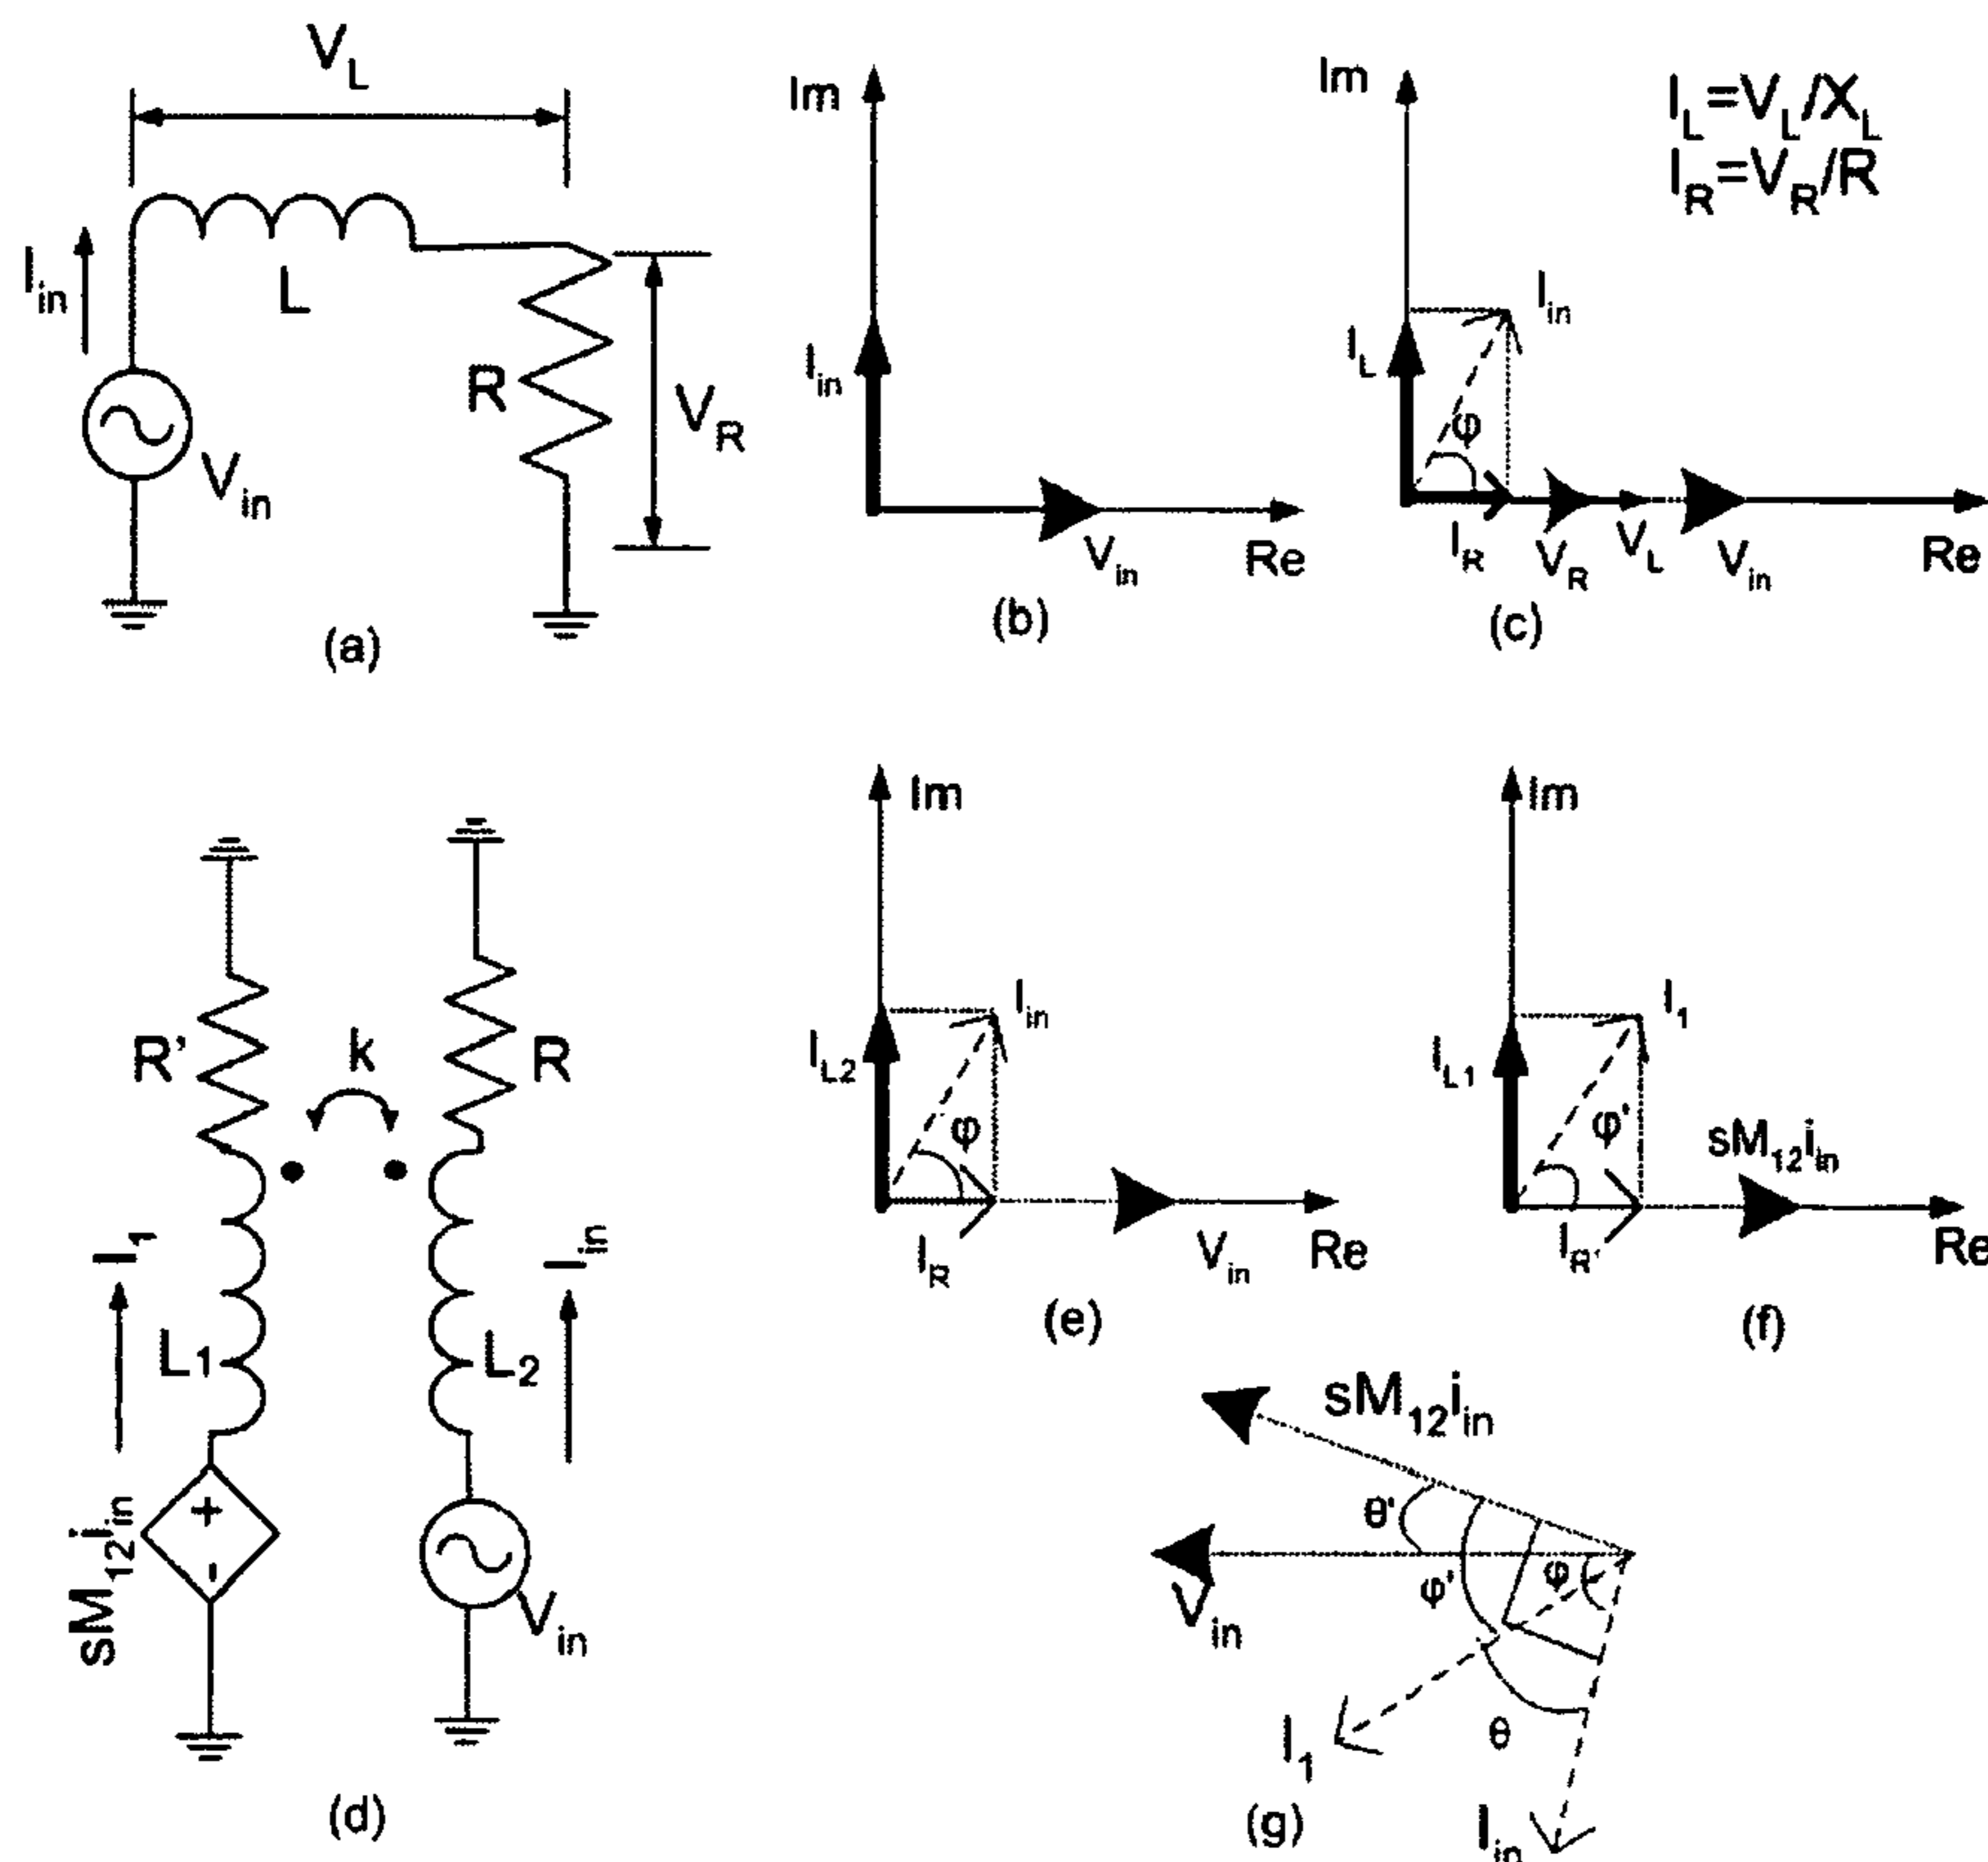 V_L
I_in
L
V_in
R
V_R
(a)
Im
I_in
V_in
Re
(b)
Im
I_L=V_L/X_L
I_R=V_R/R
I_in
I_L
φ
I_R
V_R
V_L
V_in
Re
(c)
R'
k
R
I_1
I_in
L1
L_2
sM_12i_in
+
-
V_in
(d)
Im
I_in
I_L2
φ
I_R
V_in
Re
(e)
Im
I_1
I_L1
φ'
sM_12i_in
I_R'
Re
(f)
sM_12i_in
θ'
φ
φ'
V_in
θ
I_1
I_in
(g)